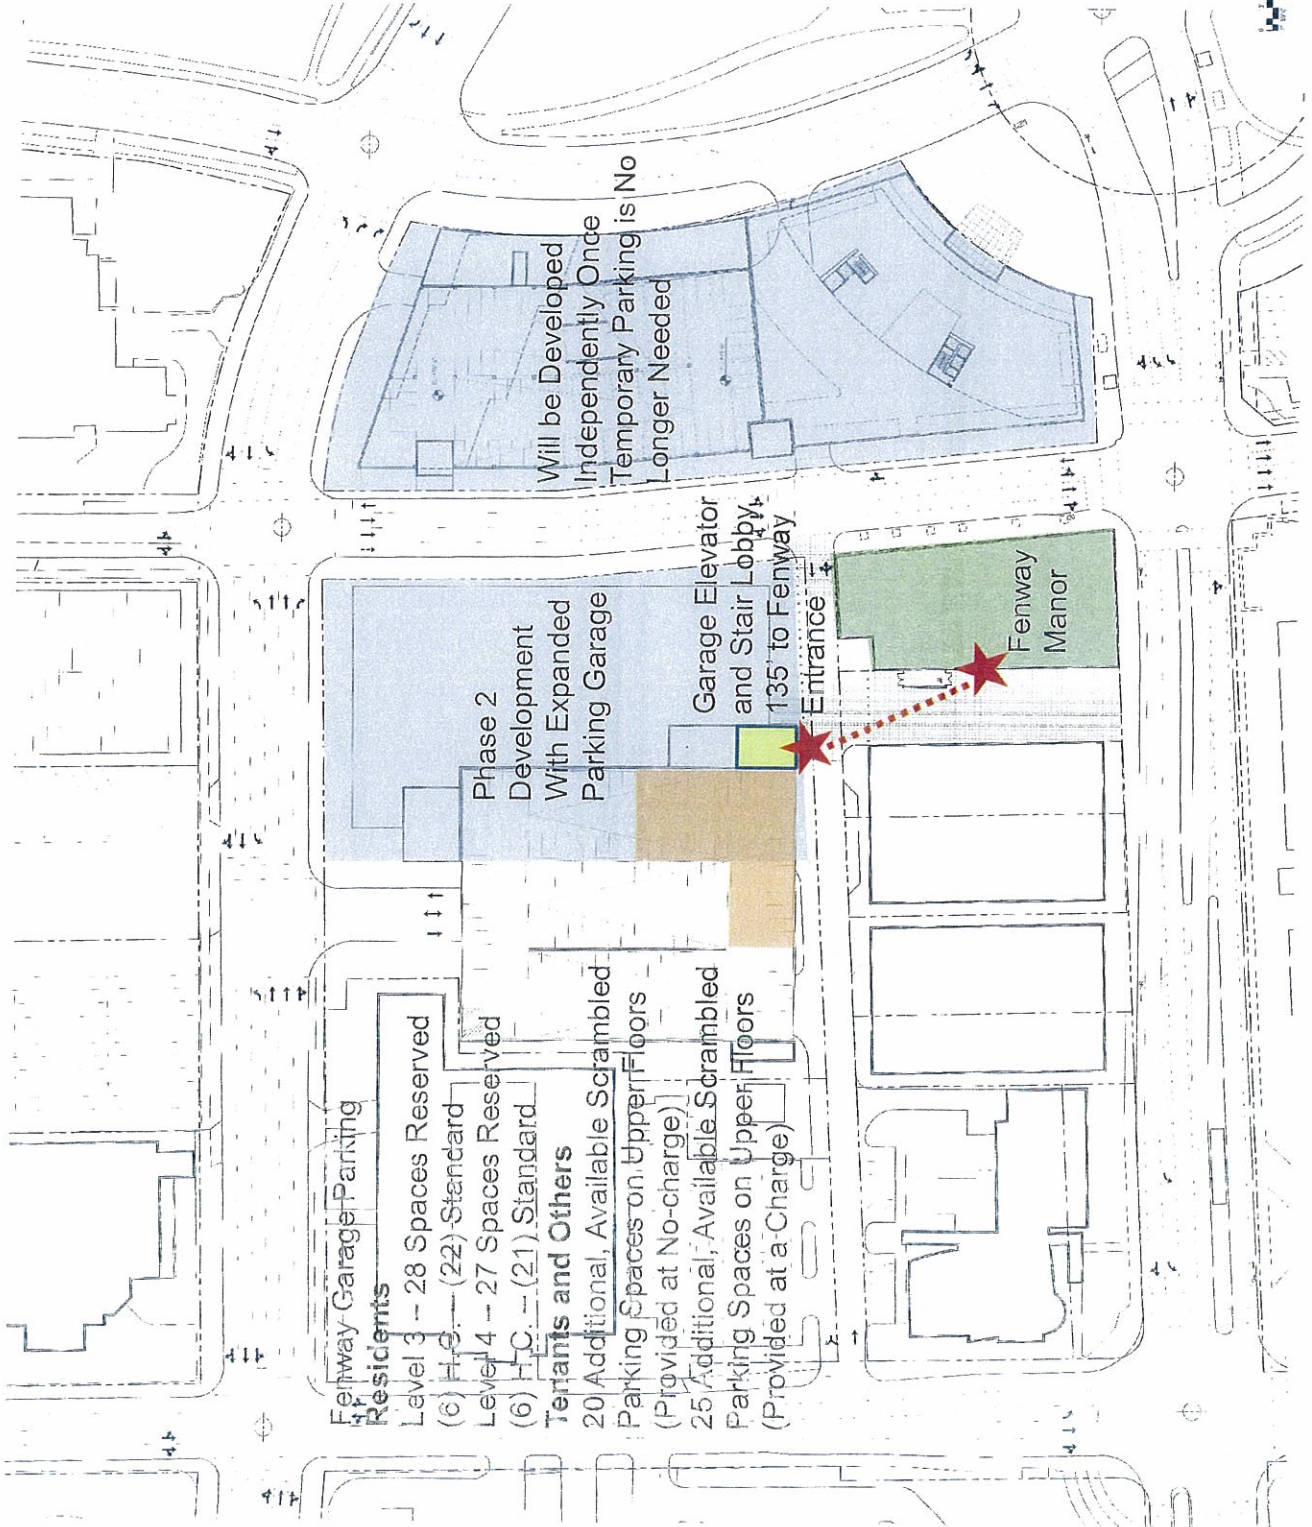 Fenway Garage Parking
Residents
Level 3 – 28 Spaces Reserved
(6) H.C. – (22) Standard
Level 4 – 27 Spaces Reserved
(6) H.C. – (21) Standard
Tenants and Others
20 Additional, Available Scrambled
Parking Spaces on Upper Floors
(Provided at No-charge)
25 Additional, Available Scrambled
Parking Spaces on Upper Floors
(Provided at a Charge)
Phase 2
Development
With Expanded
Parking Garage
Garage Elevator
and Stair Lobby
135' to Fenway
Entrance
Will be Developed
Independently Once
Temporary Parking is No
Longer Needed
Fenway
Manor